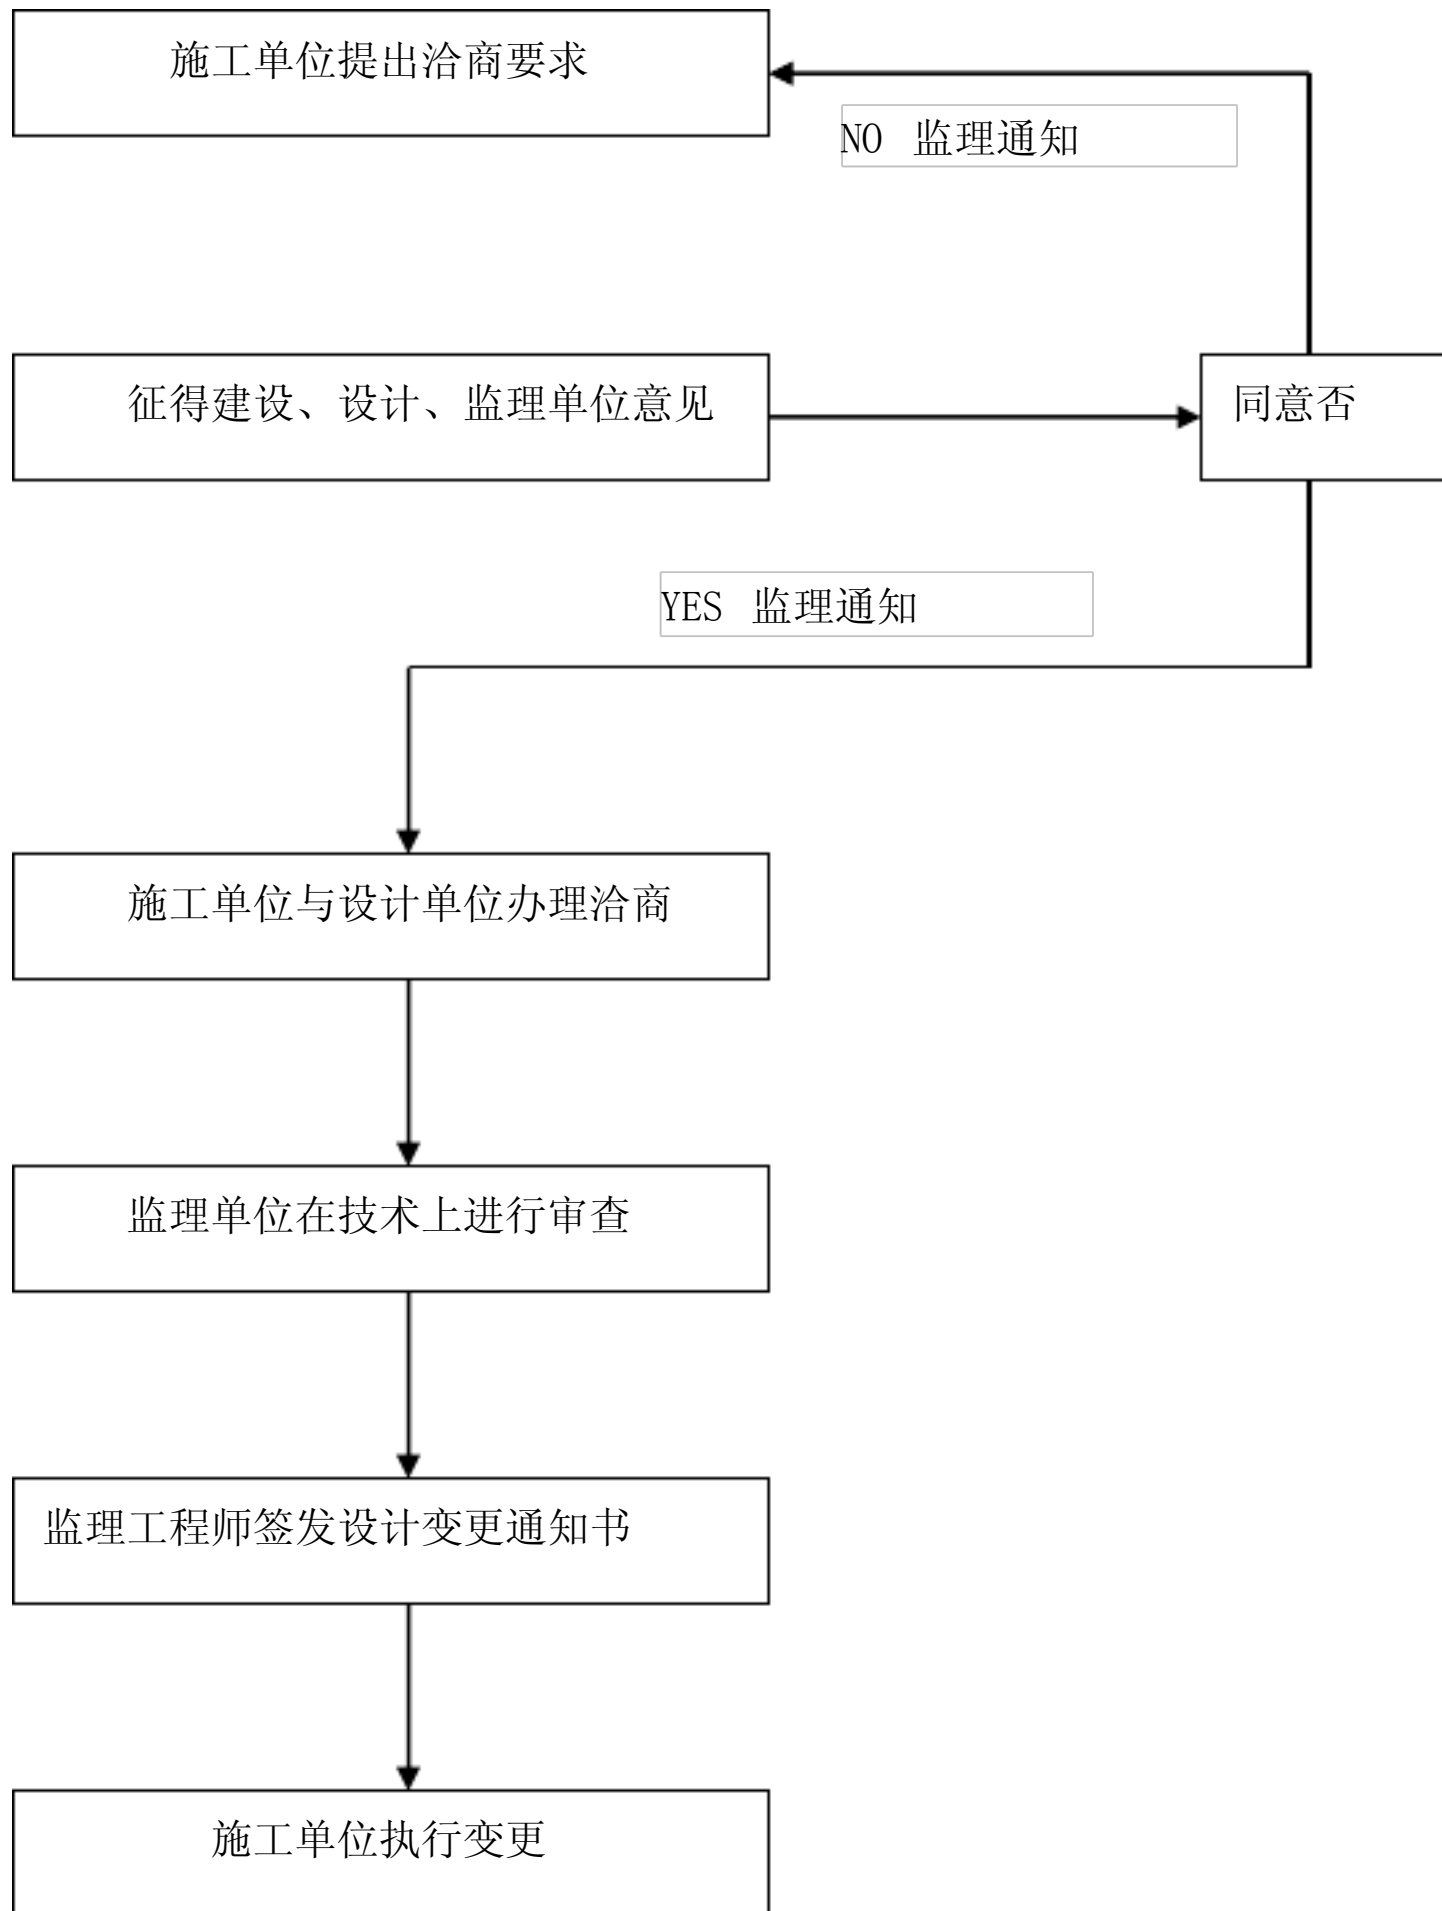 施工单位提出洽商要求
NO 监理通知
征得建设、设计、监理单位意见
同意否
YES 监理通知
施工单位与设计单位办理洽商
监理单位在技术上进行审查
监理工程师签发设计变更通知书
施工单位执行变更